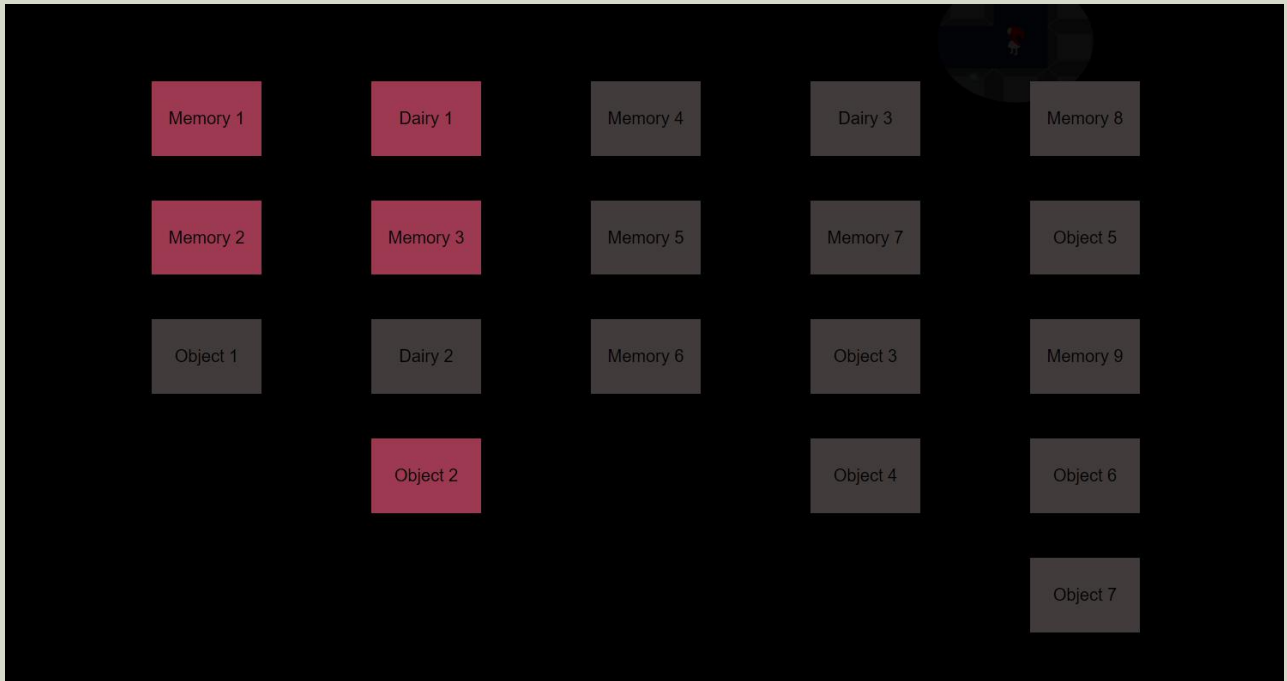 Memory 1 Dairy 1 Memory 4 Dairy 3 Memory 8
Memory 2 Memory 3 Memory 5 Memory 7 Object 5
Object 1 Dairy 2 Memory 6 Object 3 Memory 9
Object 2 Object 4 Object 6
Object 7